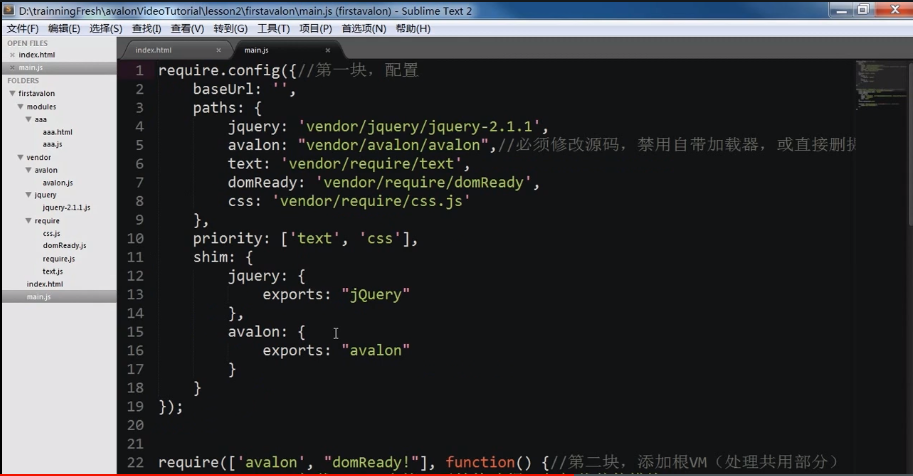 D:\trainningFresh\avalonVideoTutorial\lesson2\firstavalon\main.js (firstavalon) - Sublime Text 2
文件(F) 编辑(E) 选择(S) 查找(I) 查看(V) 转到(G) 工具(T) 项目(P) 首选项(N) 帮助(H)
OPEN FILES
index.html
main.js
FOLDERS
firstavalon
modules
aaa
aaa.html
aaa.js
vendor
avalon
avalon.js
jquery
jquery-2.1.1.js
require
css.js
domReady.js
require.js
text.js
index.html
main.js
index.html
main.js
1 require.config({//第一块，配置
2 baseUrl: '',
3 paths: {
4 jquery: 'vendor/jquery/jquery-2.1.1',
5 avalon: "vendor/avalon/avalon",//必须修改源码，禁用自带加载器，或直接删
6 text: 'vendor/require/text',
7 domReady: 'vendor/require/domReady',
8 css: 'vendor/require/css.js'
9 },
10 priority: ['text', 'css'],
11 shim: {
12 jquery: {
13 exports: "jQuery"
14 },
15 avalon: {
16 exports: "avalon"
17 }
18 }
19 });
20
21
22 require(['avalon', "domReady!"], function() {//第二块，添加根VM（处理共用部分）